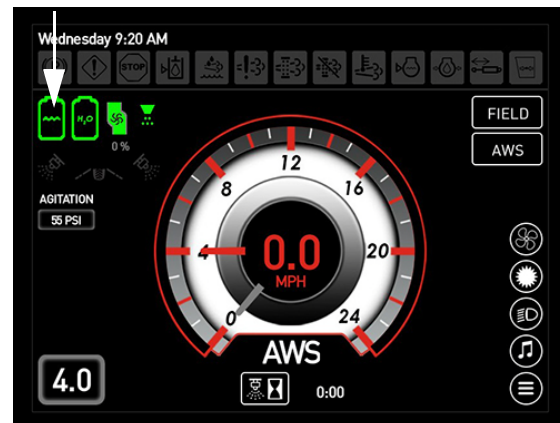 Wednesday 9:20 AM
STOP
H2O
0 %
FIELD
AWS
AGITATION
55 PSI
0
4
8
12
16
20
24
0.0
MPH
AWS
4.0
0:00